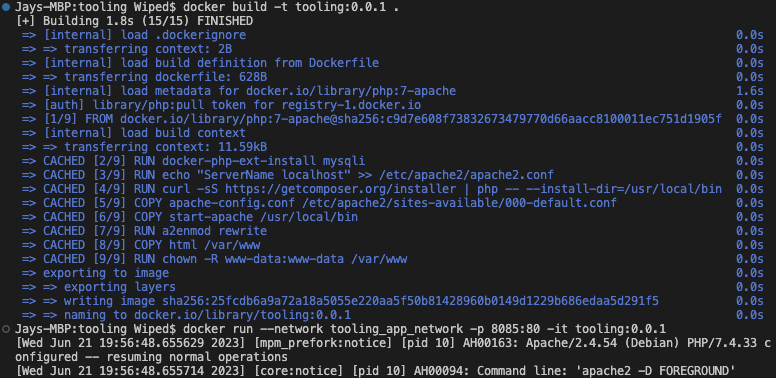 Jays-MBP:tooling Wiped$ docker build -t tooling:0.0.1 .
[+] Building 1.8s (15/15) FINISHED
=> [internal] load .dockerignore 0.0s
=> => transferring context: 2B 0.0s
=> [internal] load build definition from Dockerfile 0.0s
=> => transferring dockerfile: 628B 0.0s
=> [internal] load metadata for docker.io/library/php:7-apache 1.6s
=> [auth] library/php:pull token for registry-1.docker.io 0.0s
=> [1/9] FROM docker.io/library/php:7-apache@sha256:c9d7e608f73832673479770d66aacc8100011ec751d1905f 0.0s
=> [internal] load build context 0.0s
=> => transferring context: 11.59kB 0.0s
=> CACHED [2/9] RUN docker-php-ext-install mysqli 0.0s
=> CACHED [3/9] RUN echo "ServerName localhost" >> /etc/apache2/apache2.conf 0.0s
=> CACHED [4/9] RUN curl -sS https://getcomposer.org/installer | php -- --install-dir=/usr/local/bin 0.0s
=> CACHED [5/9] COPY apache-config.conf /etc/apache2/sites-available/000-default.conf 0.0s
=> CACHED [6/9] COPY start-apache /usr/local/bin 0.0s
=> CACHED [7/9] RUN a2enmod rewrite 0.0s
=> CACHED [8/9] COPY html /var/www 0.0s
=> CACHED [9/9] RUN chown -R www-data:www-data /var/www 0.0s
=> exporting to image 0.0s
=> => exporting layers 0.0s
=> => writing image sha256:25fcdb6a9a72a18a5055e220aa5f50b81428960b0149d1229b686edaa5d291f5 0.0s
=> => naming to docker.io/library/tooling:0.0.1 0.0s
Jays-MBP:tooling Wiped$ docker run --network tooling_app_network -p 8085:80 -it tooling:0.0.1
[Wed Jun 21 19:56:48.655629 2023] [mpm_prefork:notice] [pid 10] AH00163: Apache/2.4.54 (Debian) PHP/7.4.33 c
onfigured -- resuming normal operations
[Wed Jun 21 19:56:48.655714 2023] [core:notice] [pid 10] AH00094: Command line: 'apache2 -D FOREGROUND'